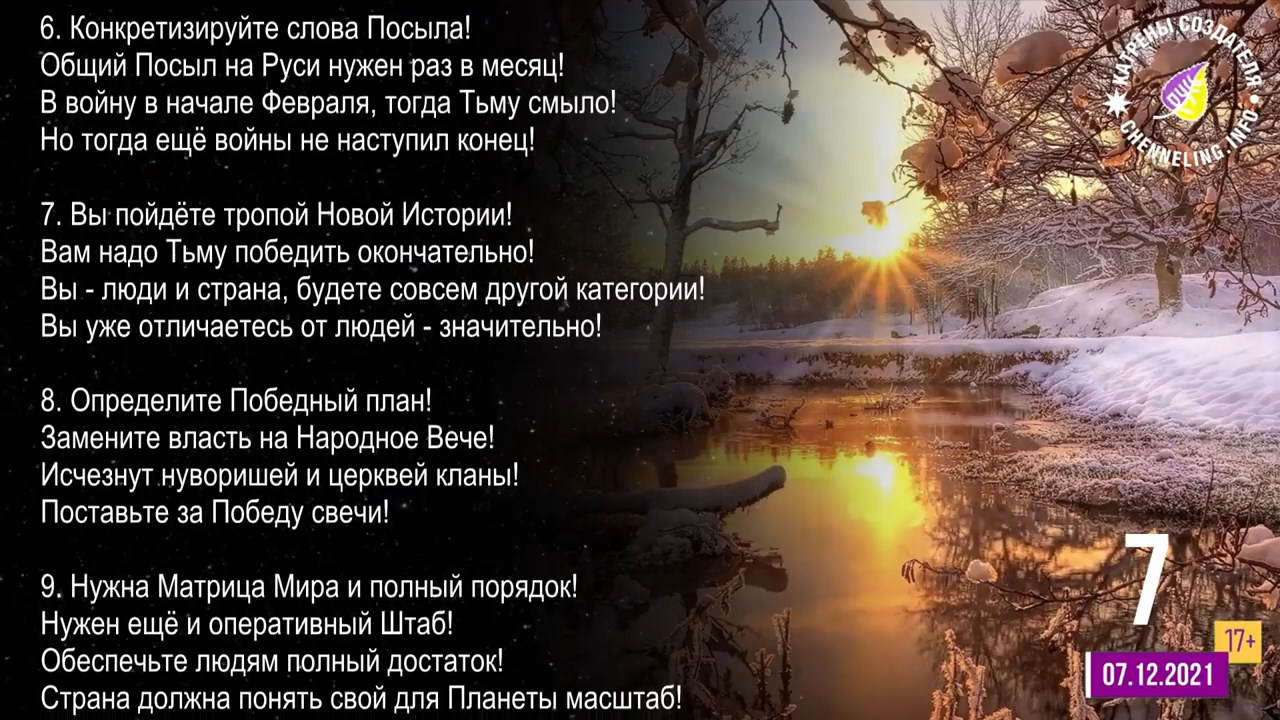 6. Конкретизируйте слова Посыла!
Общий Посыл на Руси нужен раз в месяц!
В войну в начале Февраля, тогда Тьму смыло!
Но тогда ещё войны не наступил конец!
7. Вы пойдёте тропой Новой Истории!
Вам надо Тьму победить окончательно!
Вы - люди и страна, будете совсем другой категории!
Вы уже отличаетесь от людей - значительно!
8. Определите Победный план!
Замените власть на Народное Вече!
Исчезнут нуворишей и церквей кланы!
Поставьте за Победу свечи!
9. Нужна Матрица Мира и полный порядок!
Нужен ещё и оперативный Штаб!
Обеспечьте людям полный достаток!
Страна должна понять свой для Планеты масштаб!
КАТРЕНЫ СОЗДАТЕЛЯ
CHENNELING.INFO
7
17+
07.12.2021